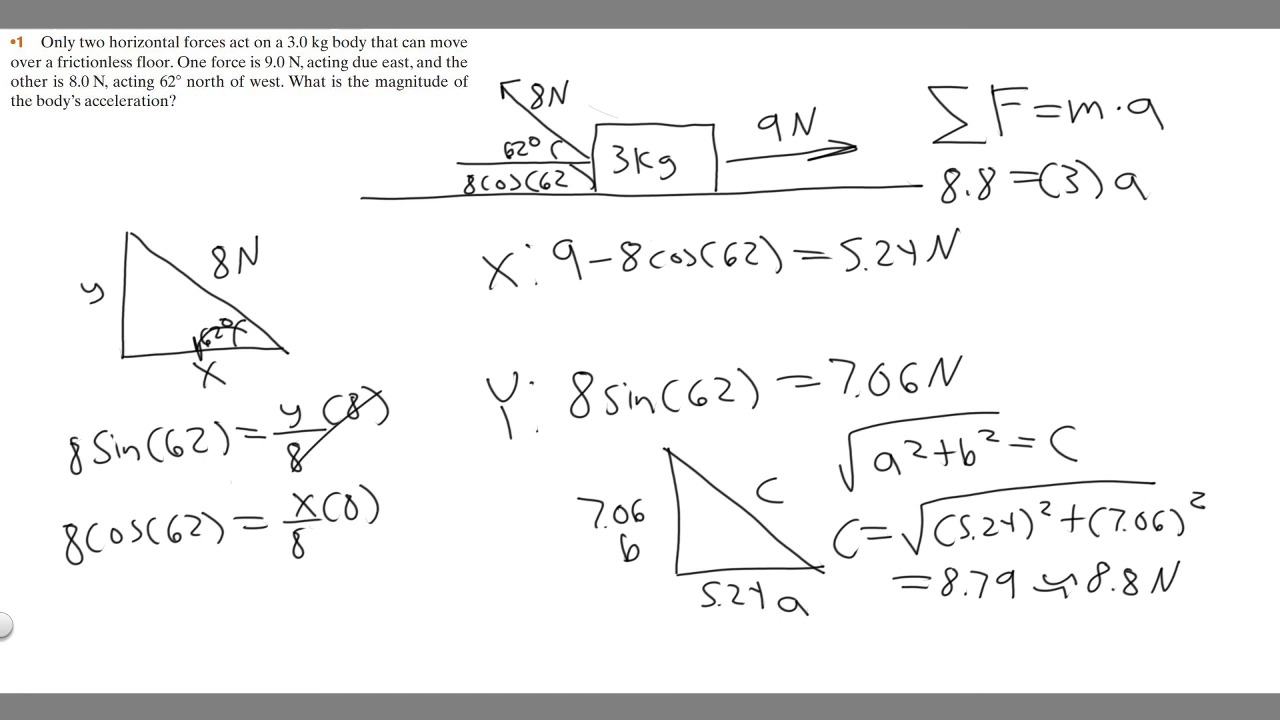 •1 Only two horizontal forces act on a 3.0 kg body that can move
over a frictionless floor. One force is 9.0 N, acting due east, and the
other is 8.0 N, acting 62° north of west. What is the magnitude of
the body's acceleration?
8N
62°
8cos(62
3kg
9N
∑F=m·a
8.8=(3)a
y
8N
62°
x
X: 9-8cos(62)=5.24N
Y: 8sin(62)=7.06N
8sin(62)=y/8(8)
8cos(62)=x/8(8)
7.06
b
C
5.24 a
√a²+b²=C
C=√(5.24)²+(7.06)²
=8.79≈8.8N